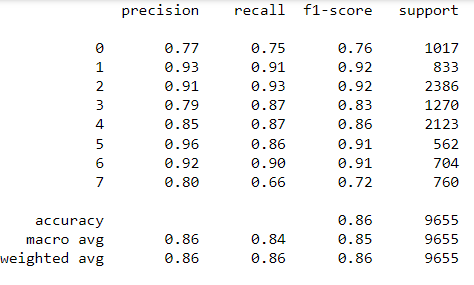 precision recall f1-score support
0 0.77 0.75 0.76 1017
1 0.93 0.91 0.92 833
2 0.91 0.93 0.92 2386
3 0.79 0.87 0.83 1270
4 0.85 0.87 0.86 2123
5 0.96 0.86 0.91 562
6 0.92 0.90 0.91 704
7 0.80 0.66 0.72 760
accuracy 0.86 9655
macro avg 0.86 0.84 0.85 9655
weighted avg 0.86 0.86 0.86 9655